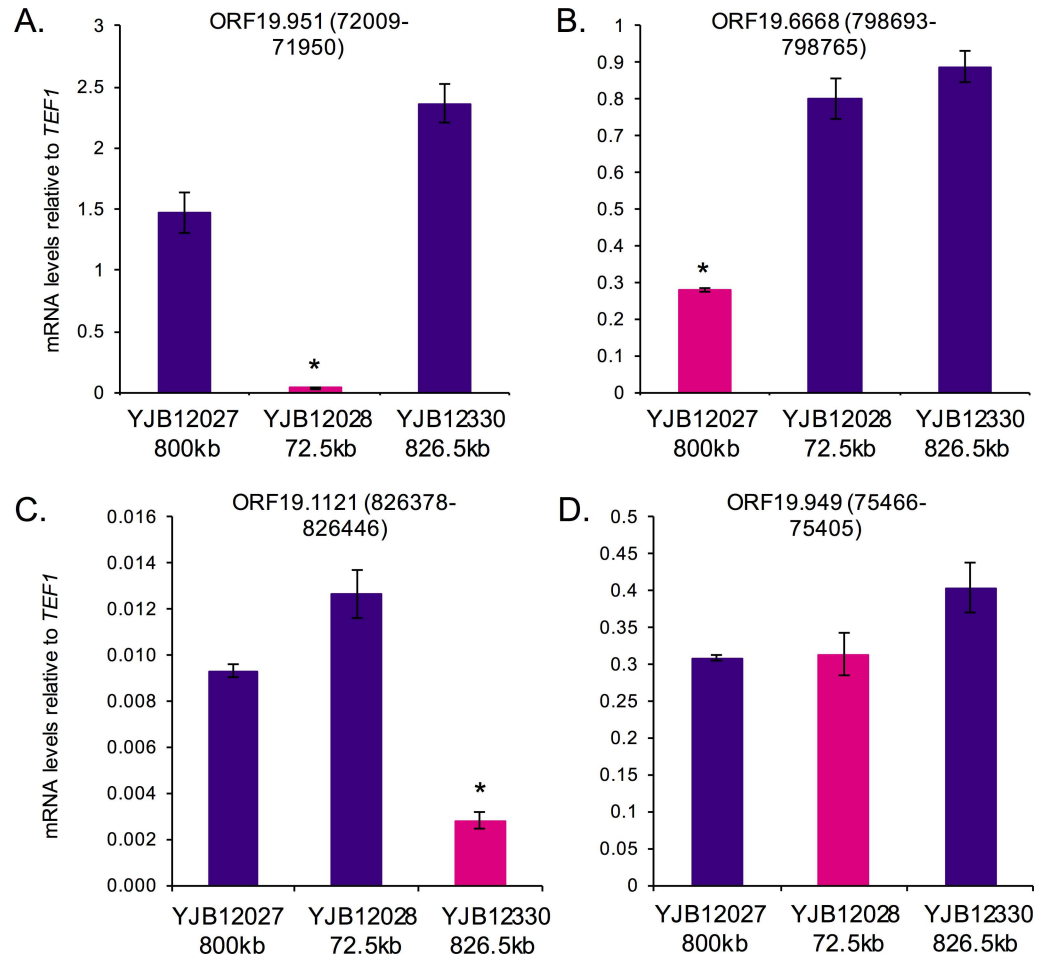 A.
ORF19.951 (72009-
71950)
mRNA levels relative to TEF1
3
2.5
2
1.5
1
0.5
0
*
YJB12027
800kb
YJB12028
72.5kb
YJB12330
826.5kb
B.
ORF19.6668 (798693-
798765)
1
0.9
0.8
0.7
0.6
0.5
0.4
0.3
0.2
0.1
0
*
YJB12027
800kb
YJB12028
72.5kb
YJB12330
826.5kb
C.
ORF19.1121 (826378-
826446)
mRNA levels relative to TEF1
0.016
0.014
0.012
0.010
0.008
0.006
0.004
0.002
0.000
*
YJB12027
800kb
YJB12028
72.5kb
YJB12330
826.5kb
D.
ORF19.949 (75466-
75405)
0.5
0.45
0.4
0.35
0.3
0.25
0.2
0.15
0.1
0.05
0
YJB12027
800kb
YJB12028
72.5kb
YJB12330
826.5kb